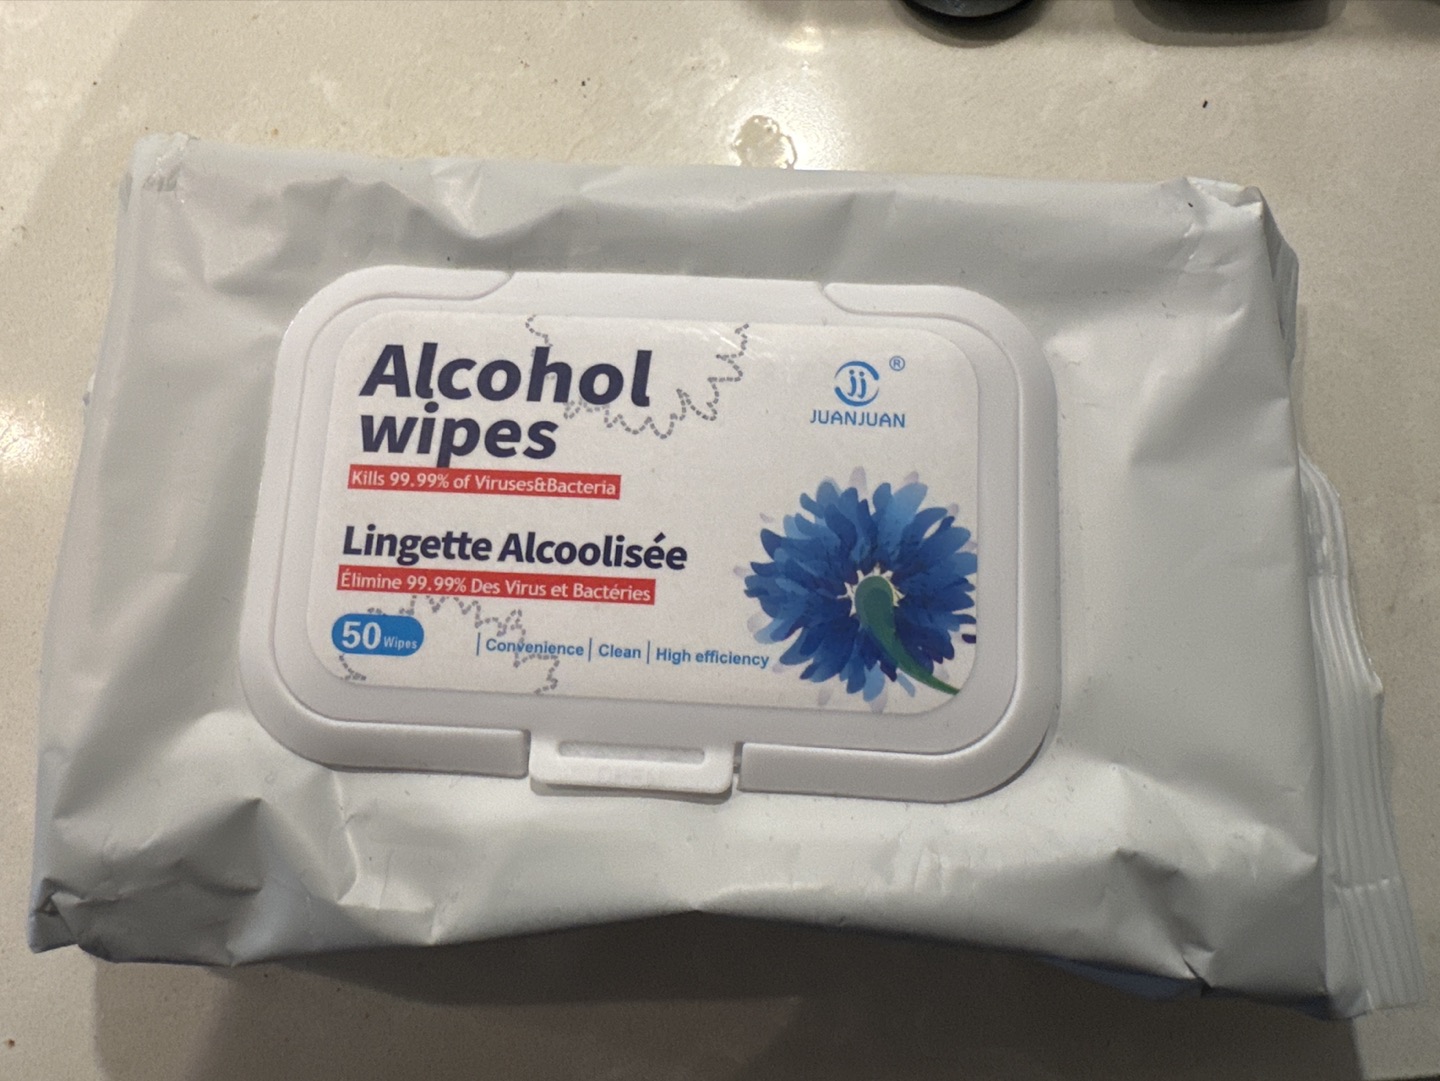 Alcohol
wipes
Kills 99.99% of Viruses&Bacteria
Lingette Alcoolisée
Élimine 99.99% Des Virus et Bactéries
50 Wipes
| Convenience | Clean | High efficiency
jj ®
JUANJUAN